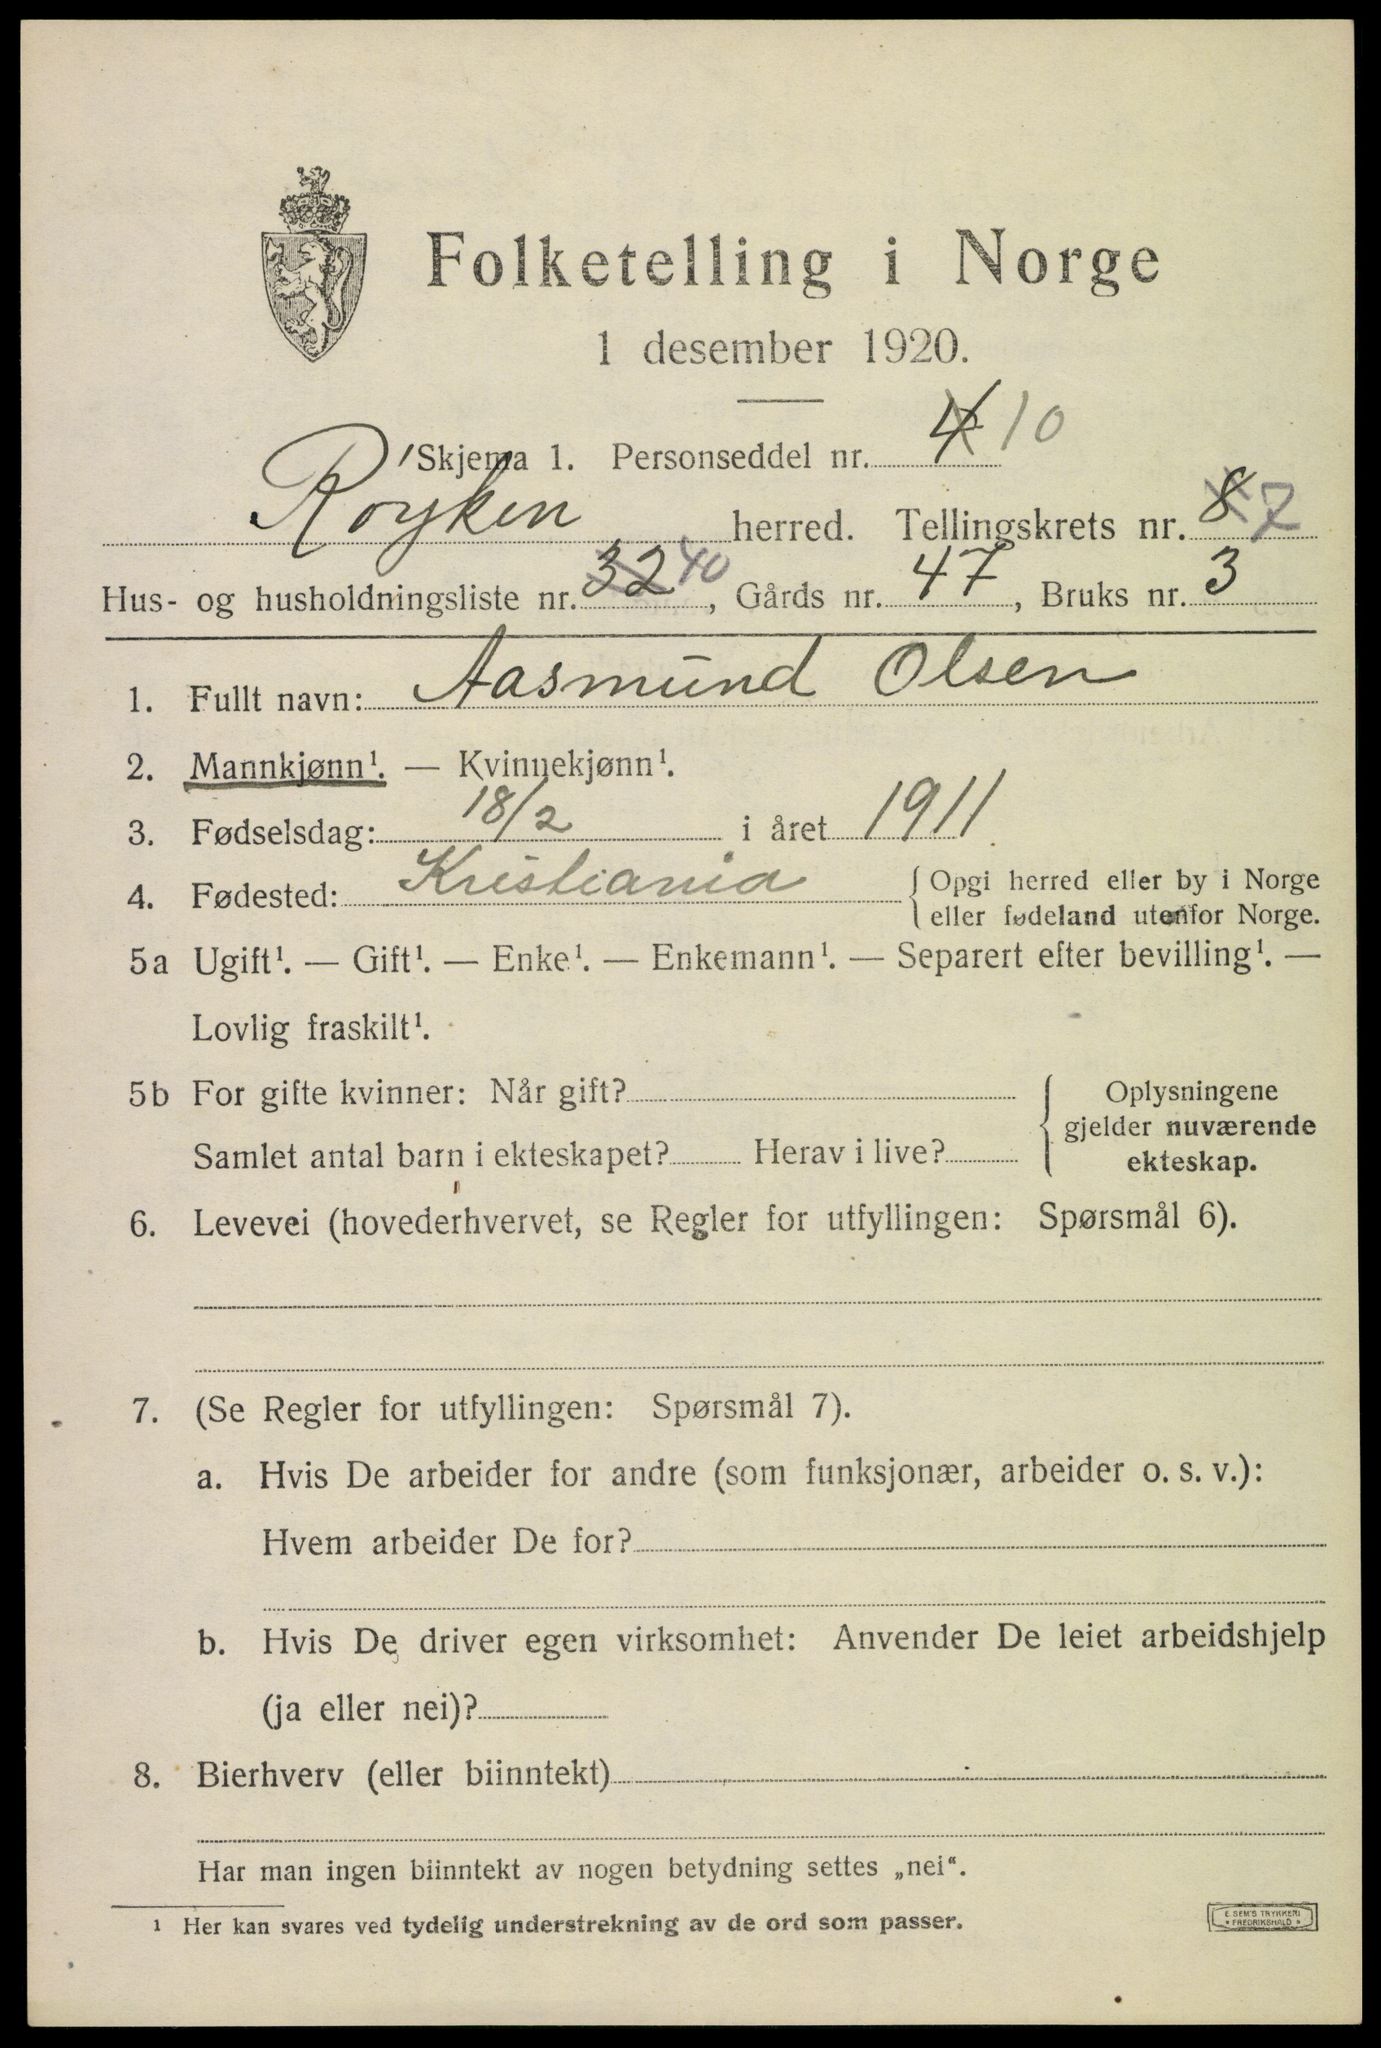 Folketelling i Norge
1 desember 1920.
Skjema 1. Personseddel nr. 4 10
Røyken herred. Tellingskrets nr. 8 7
Hus- og husholdningsliste nr. 32 40, Gårds nr. 47, Bruks nr. 3
1. Fullt navn: Aasmund Olsen
2. Mannkjønn¹. — Kvinnekjønn¹.
3. Fødselsdag: 18/2 i året 1911
4. Fødested: Kristiania { Opgi herred eller by i Norge
eller fødeland utenfor Norge.
5a Ugift¹. — Gift¹. — Enke¹. — Enkemann¹. — Separert efter bevilling¹. —
Lovlig fraskilt¹.
5b For gifte kvinner: Når gift?
Samlet antal barn i ekteskapet? Herav i live?
Oplysningene
gjelder nuværende
ekteskap.
6. Levevei (hovederhvervet, se Regler for utfyllingen: Spørsmål 6).
7. (Se Regler for utfyllingen: Spørsmål 7).
a. Hvis De arbeider for andre (som funksjonær, arbeider o. s. v.):
Hvem arbeider De for?
b. Hvis De driver egen virksomhet: Anvender De leiet arbeidshjelp
(ja eller nei)?
8. Bierhverv (eller biinntekt)
Har man ingen biinntekt av nogen betydning settes „nei“.
¹ Her kan svares ved tydelig understrekning av de ord som passer.
E. SEM'S TRYKKERI
* FREDRIKSHALD *